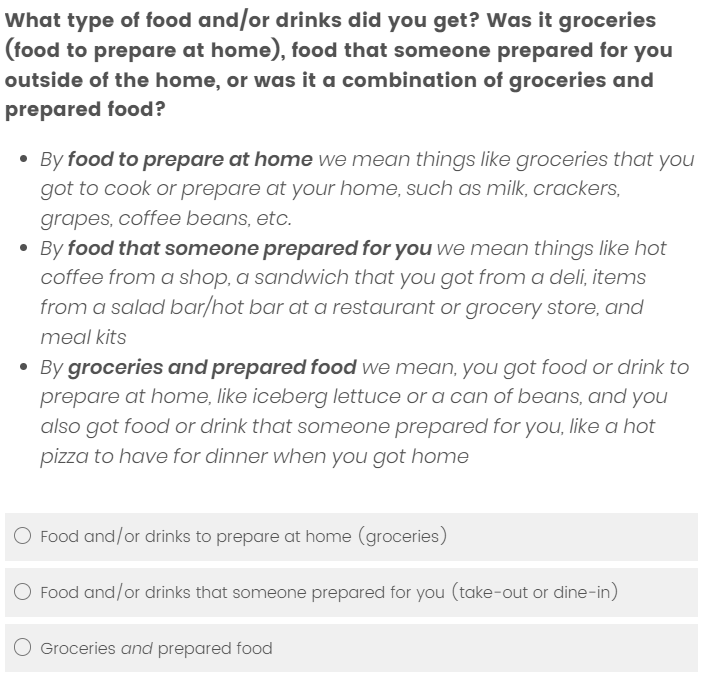 What type of food and/or drinks did you get? Was it groceries
(food to prepare at home), food that someone prepared for you
outside of the home, or was it a combination of groceries and
prepared food?
• By food to prepare at home we mean things like groceries that you
got to cook or prepare at your home, such as milk, crackers,
grapes, coffee beans, etc.
• By food that someone prepared for you we mean things like hot
coffee from a shop, a sandwich that you got from a deli, items
from a salad bar/hot bar at a restaurant or grocery store, and
meal kits
• By groceries and prepared food we mean, you got food or drink to
prepare at home, like iceberg lettuce or a can of beans, and you
also got food or drink that someone prepared for you, like a hot
pizza to have for dinner when you got home
Food and/or drinks to prepare at home (groceries)
Food and/or drinks that someone prepared for you (take-out or dine-in)
Groceries and prepared food